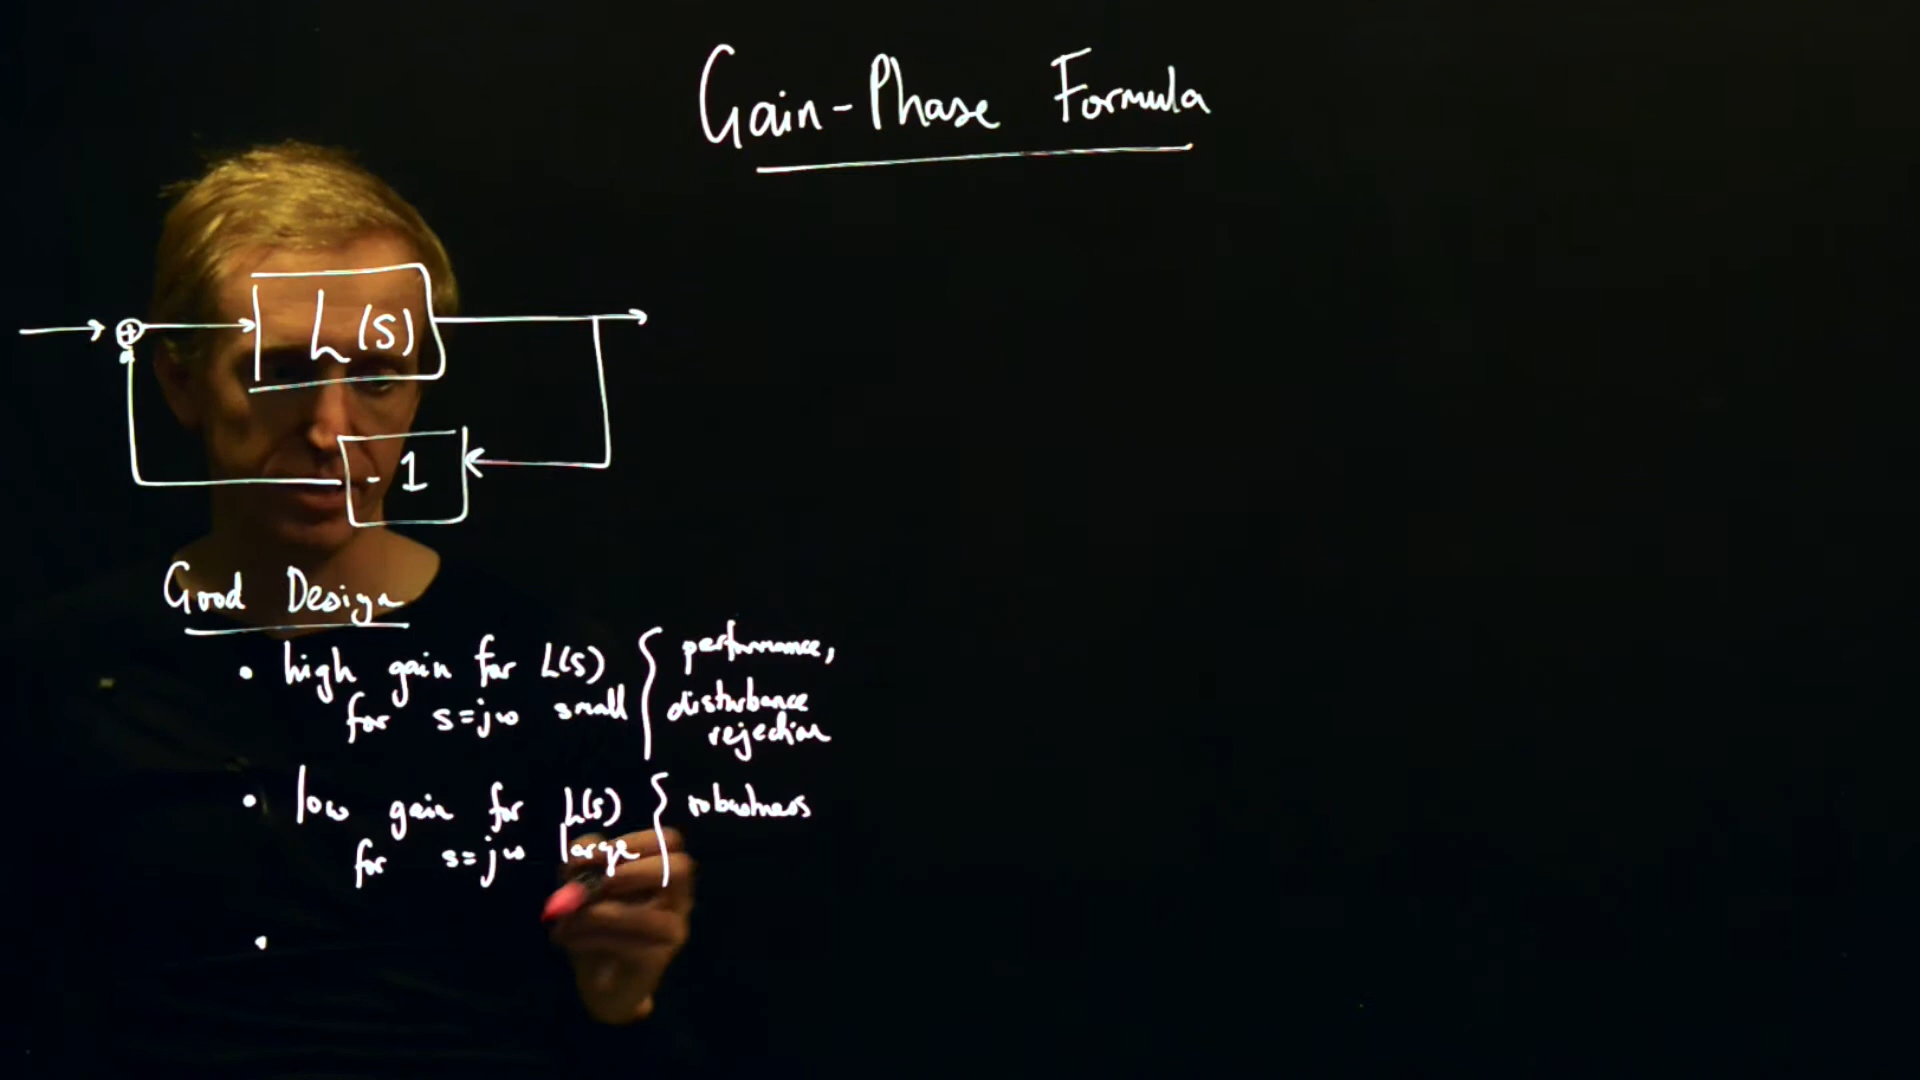 Gain-Phase Formula
L(s)
-1
Good Design
• high gain for L(s)
for s=jω small
performance,
disturbance
rejection
• low gain for L(s)
for s=jω large
robustness
•